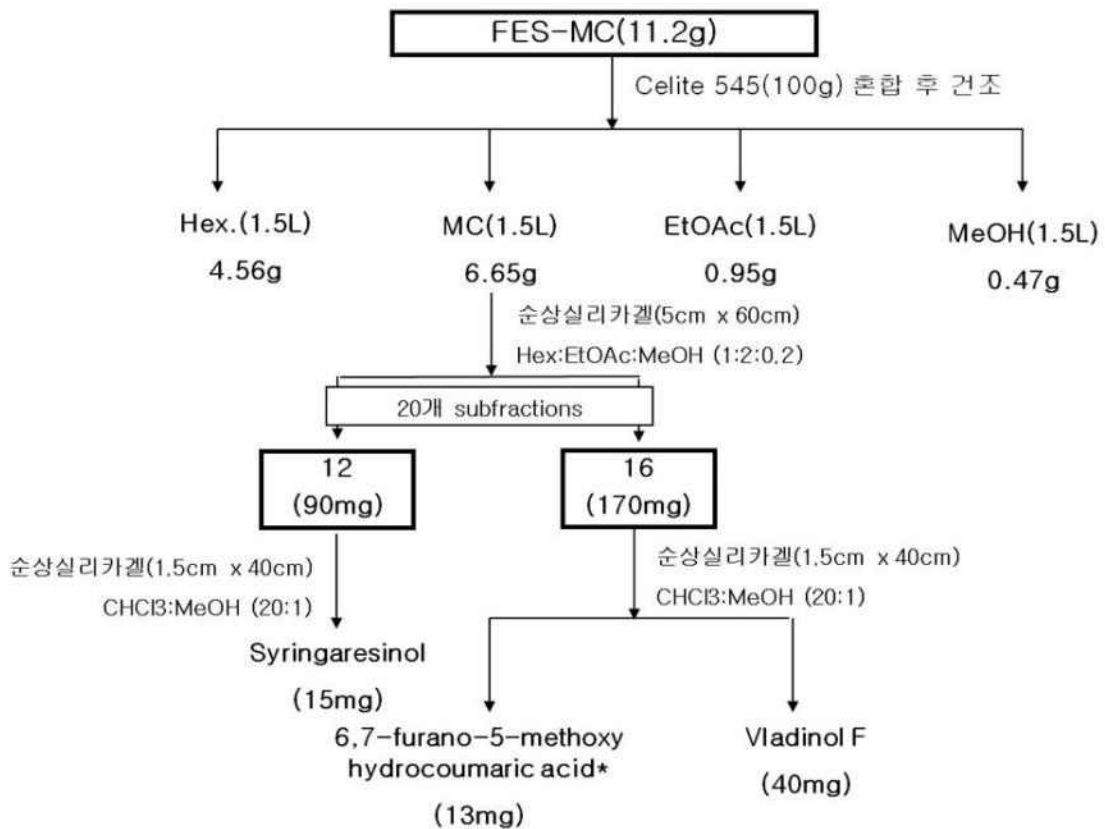 FES-MC(11.2g)
Celite 545(100g) 혼합 후 건조
Hex.(1.5L)
MC(1.5L)
EtOAc(1.5L)
MeOH(1.5L)
4.56g
6.65g
0.95g
0.47g
순상실리카겔(5cm x 60cm)
Hex:EtOAc:MeOH (1:2:0.2)
20개 subfractions
12
(90mg)
16
(170mg)
순상실리카겔(1.5cm x 40cm)
CHCl3:MeOH (20:1)
순상실리카겔(1.5cm x 40cm)
CHCl3:MeOH (20:1)
Syringaresinol
(15mg)
6,7-furano-5-methoxy
hydrocoumaric acid*
(13mg)
Vladinol F
(40mg)